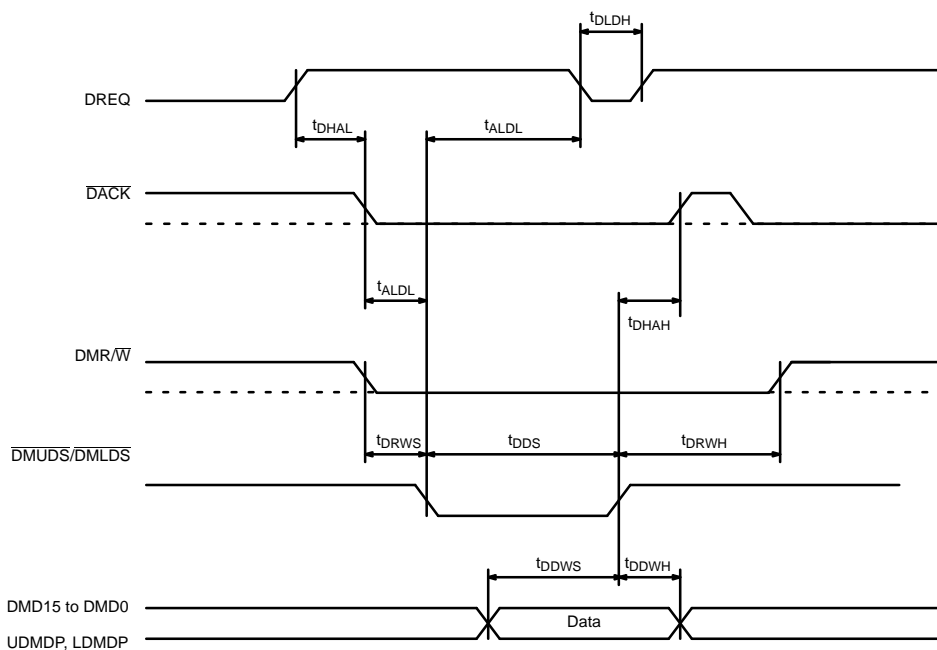 tDLDH
DREQ
tDHAL
tALDL
DACK
tALDL
tDHAH
DMR/W
tDRWS
tDDS
tDRWH
DMUDS/DMLDS
tDDWS
tDDWH
DMD15 to DMD0
Data
UDMDP, LDMDP